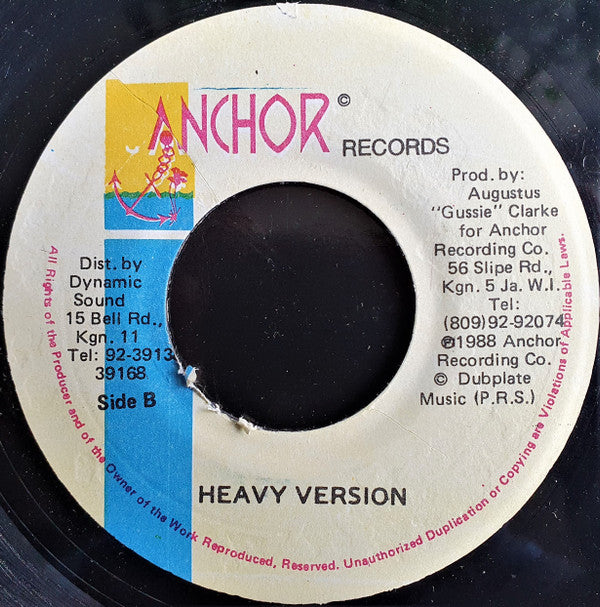 ANCHOR ©
RECORDS
Prod. by:
Augustus
"Gussie" Clarke
for Anchor
Recording Co.
56 Slipe Rd.,
Kgn. 5 Ja. W.I.
Tel:
(809)92-92074
℗1988 Anchor
Recording Co.
© Dubplate
Music (P.R.S.)
Dist. by
Dynamic
Sound
15 Bell Rd.,
Kgn. 11
Tel: 92-3913
39168
Side B
HEAVY VERSION
All Rights of the Producer and of the Owner of the Work Reproduced, Reserved. Unauthorized Duplication or Copying are Violations of Applicable Laws.